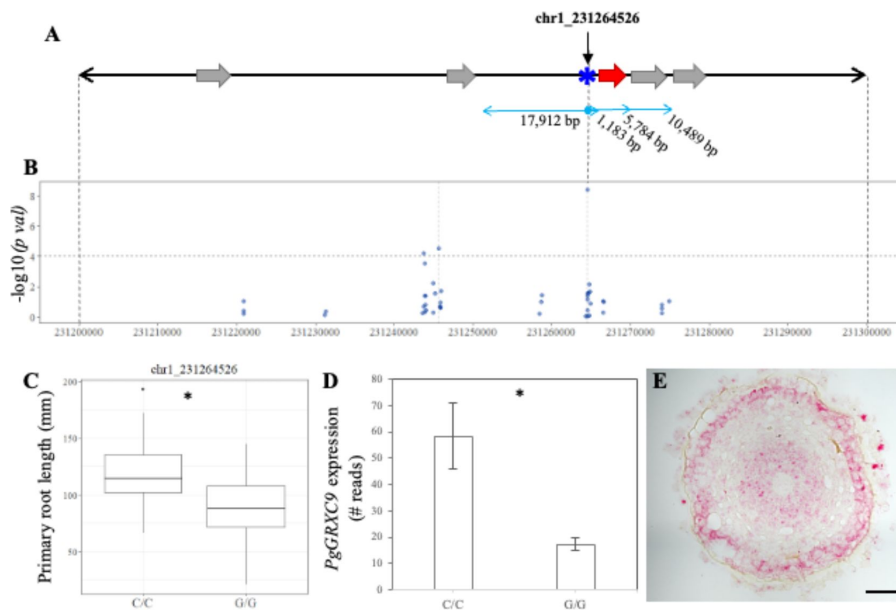 chr1_231264526
A
17,912 bp
1,183 bp
5,784 bp
10,489 bp
B
-log10(p val)
8
6
4
2
0
231200000 231210000 231220000 231230000 231240000 231250000 231260000 231270000 231280000 231290000 231300000
C
chr1_231264526
*
Primary root length (mm)
200
150
100
50
C/C G/G
D
*
PgGRXC9 expression
(# reads)
80
70
60
50
40
30
20
10
0
C/C G/G
E